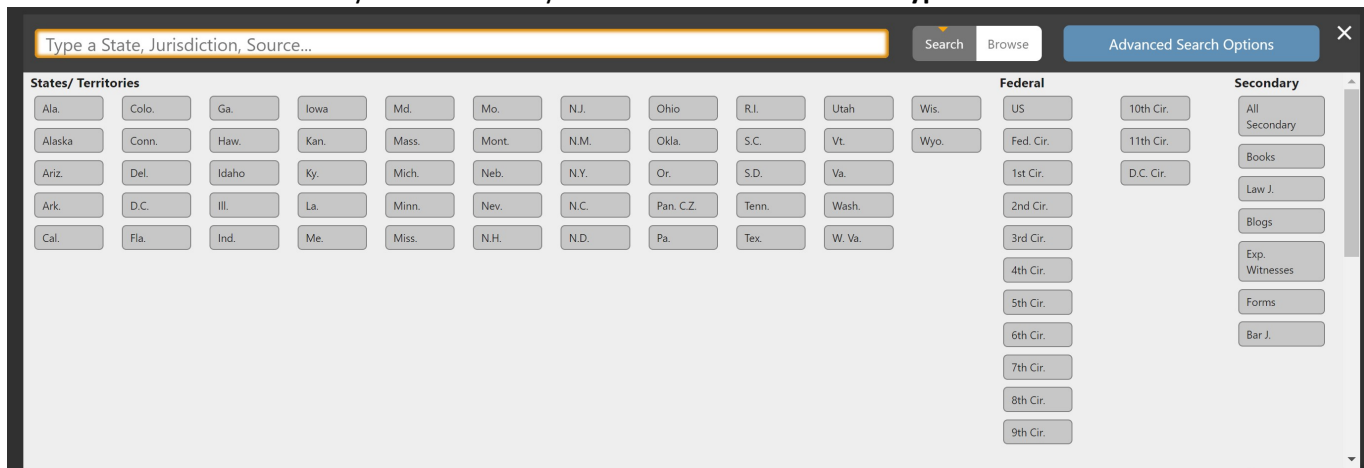 Type a State, Jurisdiction, Source...
Search Browse
Advanced Search Options
States/ Territories Federal Secondary
Ala. Colo. Ga. Iowa Md. Mo. N.J. Ohio R.I. Utah Wis. US 10th Cir. All Secondary
Alaska Conn. Haw. Kan. Mass. Mont. N.M. Okla. S.C. Vt. Wyo. Fed. Cir. 11th Cir. Books
Ariz. Del. Idaho Ky. Mich. Neb. N.Y. Or. S.D. Va. 1st Cir. D.C. Cir. Law J.
Ark. D.C. Ill. La. Minn. Nev. N.C. Pan. C.Z. Tenn. Wash. 2nd Cir. Blogs
Cal. Fla. Ind. Me. Miss. N.H. N.D. Pa. Tex. W. Va. 3rd Cir. Exp. Witnesses
4th Cir.
5th Cir. Forms
6th Cir. Bar J.
7th Cir.
8th Cir.
9th Cir.